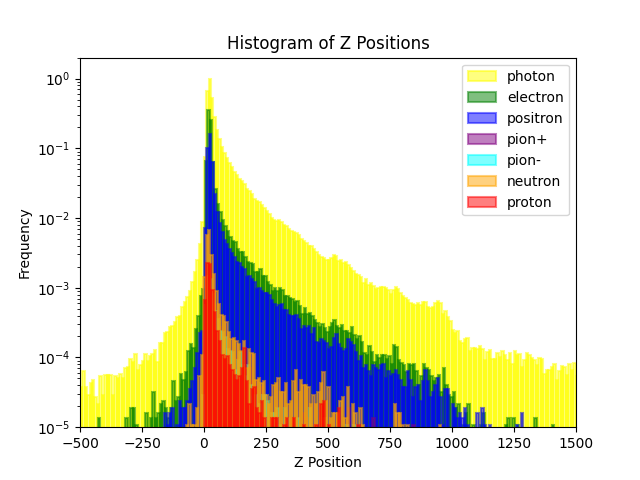 Histogram of Z Positions
photon
electron
positron
pion+
pion-
neutron
proton
Frequency
10⁰
10⁻¹
10⁻²
10⁻³
10⁻⁴
10⁻⁵
−500 −250 0 250 500 750 1000 1250 1500
Z Position